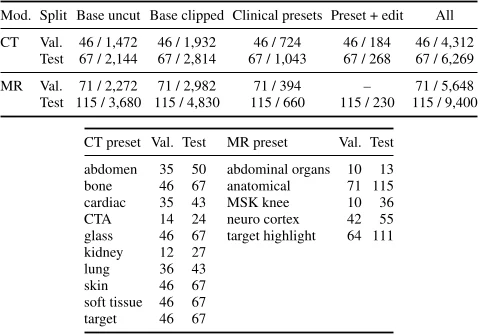 Mod. Split Base uncut Base clipped Clinical presets Preset + edit All
CT Val. 46 / 1,472 46 / 1,932 46 / 724 46 / 184 46 / 4,312
Test 67 / 2,144 67 / 2,814 67 / 1,043 67 / 268 67 / 6,269
MR Val. 71 / 2,272 71 / 2,982 71 / 394 – 71 / 5,648
Test 115 / 3,680 115 / 4,830 115 / 660 115 / 230 115 / 9,400
CT preset Val. Test MR preset Val. Test
abdomen 35 50 abdominal organs 10 13
bone 46 67 anatomical 71 115
cardiac 35 43 MSK knee 10 36
CTA 14 24 neuro cortex 42 55
glass 46 67 target highlight 64 111
kidney 12 27
lung 36 43
skin 46 67
soft tissue 46 67
target 46 67